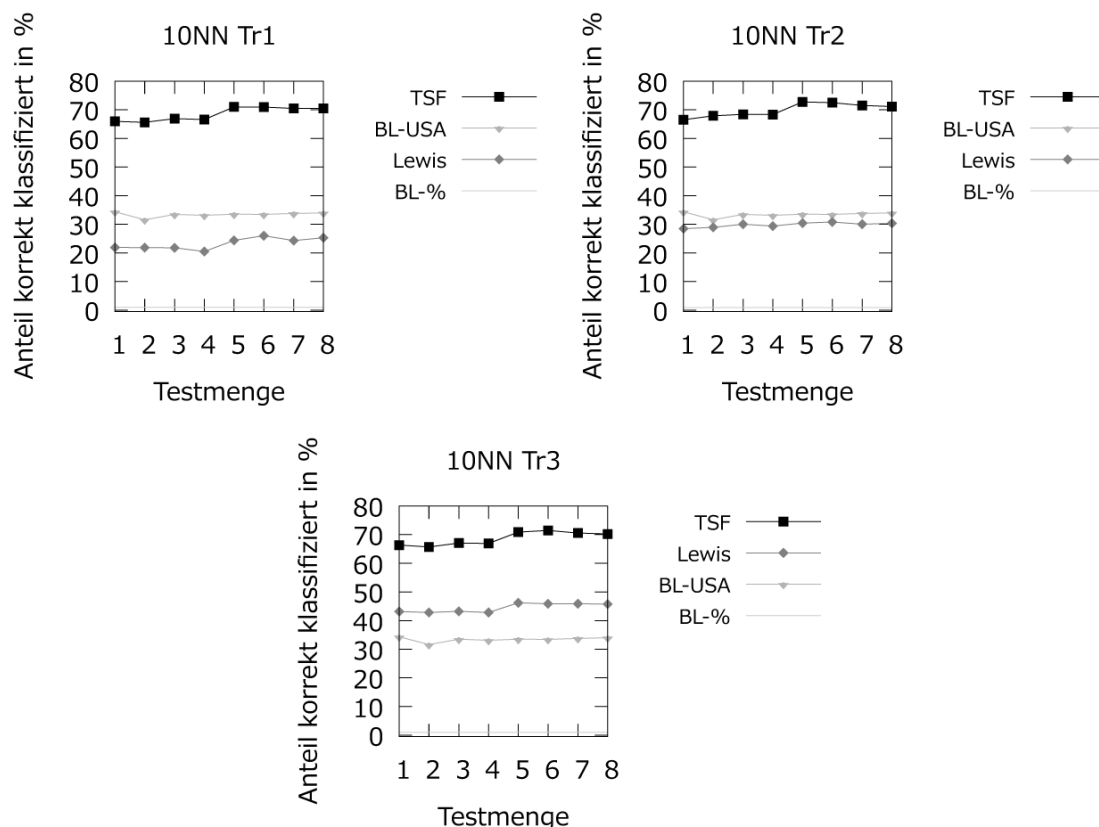 10NN Tr1
Anteil korrekt klassifiziert in %
80
70
60
50
40
30
20
10
0
1 2 3 4 5 6 7 8
Testmenge
TSF
BL-USA
Lewis
BL-%
10NN Tr2
Anteil korrekt klassifiziert in %
80
70
60
50
40
30
20
10
0
1 2 3 4 5 6 7 8
Testmenge
TSF
BL-USA
Lewis
BL-%
10NN Tr3
Anteil korrekt klassifiziert in %
80
70
60
50
40
30
20
10
0
1 2 3 4 5 6 7 8
Testmenge
TSF
Lewis
BL-USA
BL-%